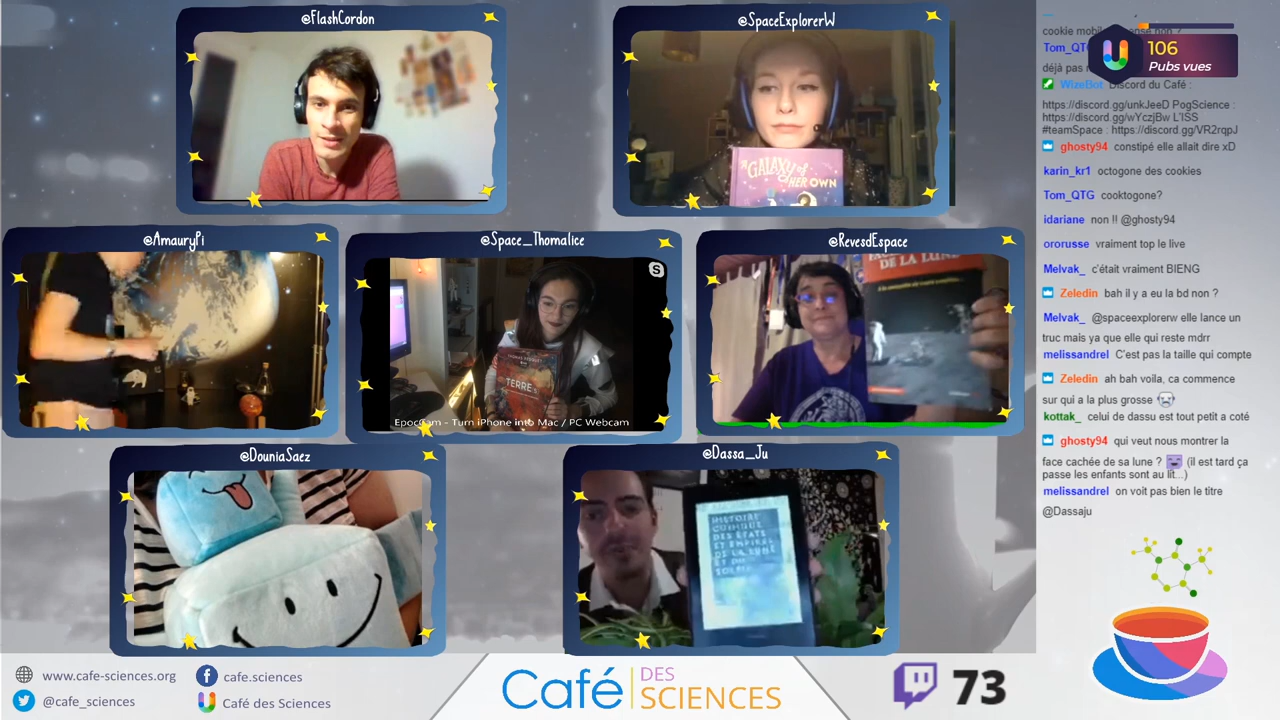 @FlashCordon
@SpaceExplorerW
A GALAXY of
HER OWN
@AmauryPi
@Space_Thomalice
TERRE
EpocCam - Turn iPhone into Mac / PC Webcam
@RevesdEspace
DE LA LUNE
@DouniaSaez
@Dassa_Ju
HISTOIRE
COMIQUE
DES ÉTATS
ET EMPIRES
DE LA LUNE
ET DU
SOLEIL
106
Pubs vues
Tom_QT
déjà pas
WizeBot Discord du Café :
https://discord.gg/unkJeeD PogScience :
https://discord.gg/wYczjBw L'ISS
#teamSpace : https://discord.gg/VR2rqpJ
ghosty94 constipé elle allait dire xD
karin_kr1 octogone des cookies
Tom_QTG cooktogone?
idariane non !! @ghosty94
ororusse vraiment top le live
Melvak_ c'était vraiment BIENG
Zeledin bah il y a eu la bd non ?
Melvak_ @spaceexplorerw elle lance un
truc mais ya que elle qui reste mdrr
melissandrel C'est pas la taille qui compte
Zeledin ah bah voila, ca commence
sur qui a la plus grosse
kottak_ celui de dassu est tout petit a coté
ghosty94 qui veut nous montrer la
face cachée de sa lune ? (il est tard ça
passe les enfants sont au lit...)
melissandrel on voit pas bien le titre
@Dassaju
www.cafe-sciences.org
cafe.sciences
@cafe_sciences
Café des Sciences
Café DES
SCIENCES
73